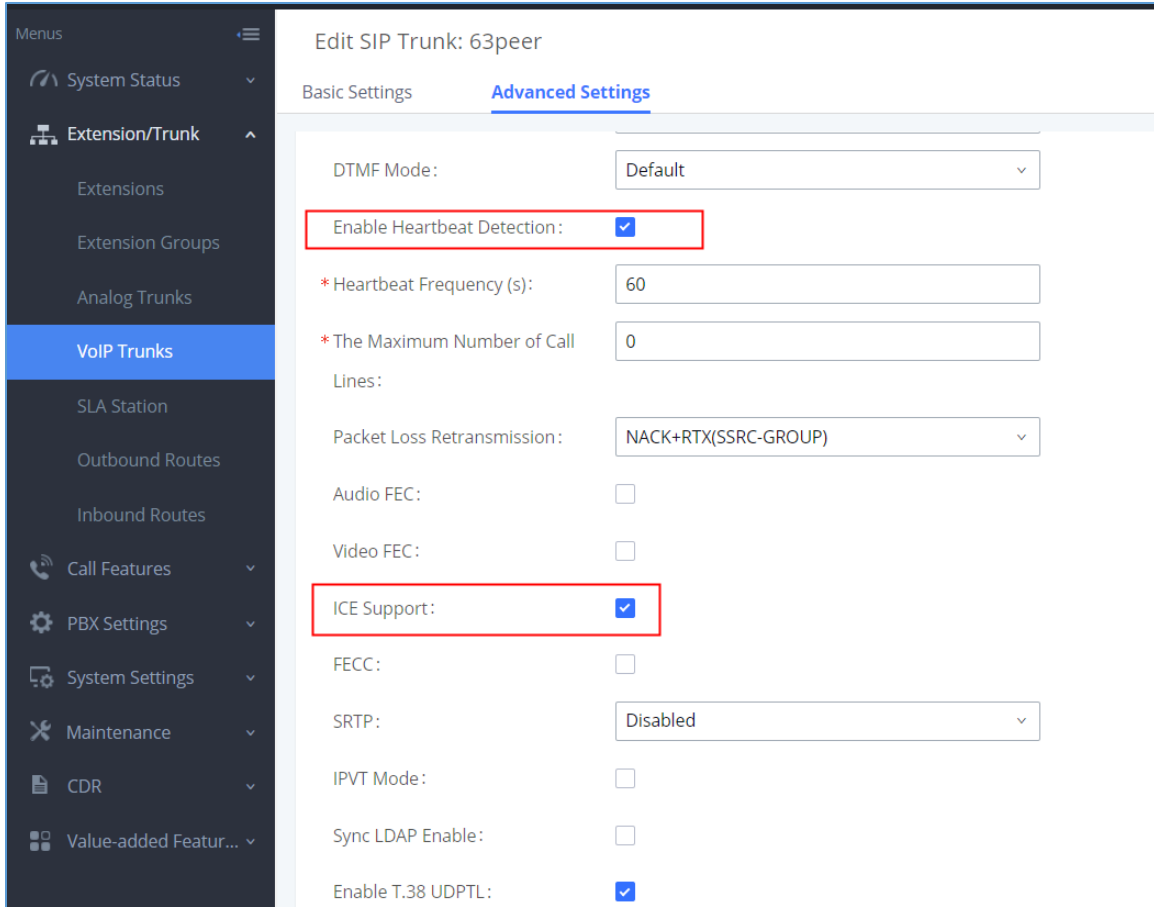 Menus
System Status
Extension/Trunk
Extensions
Extension Groups
Analog Trunks
VoIP Trunks
SLA Station
Outbound Routes
Inbound Routes
Call Features
PBX Settings
System Settings
Maintenance
CDR
Value-added Featur...
Edit SIP Trunk: 63peer
Basic Settings Advanced Settings
DTMF Mode: Default
Enable Heartbeat Detection:
* Heartbeat Frequency (s): 60
* The Maximum Number of Call 0
Lines:
Packet Loss Retransmission: NACK+RTX(SSRC-GROUP)
Audio FEC:
Video FEC:
ICE Support:
FECC:
SRTP: Disabled
IPVT Mode:
Sync LDAP Enable:
Enable T.38 UDPTL: